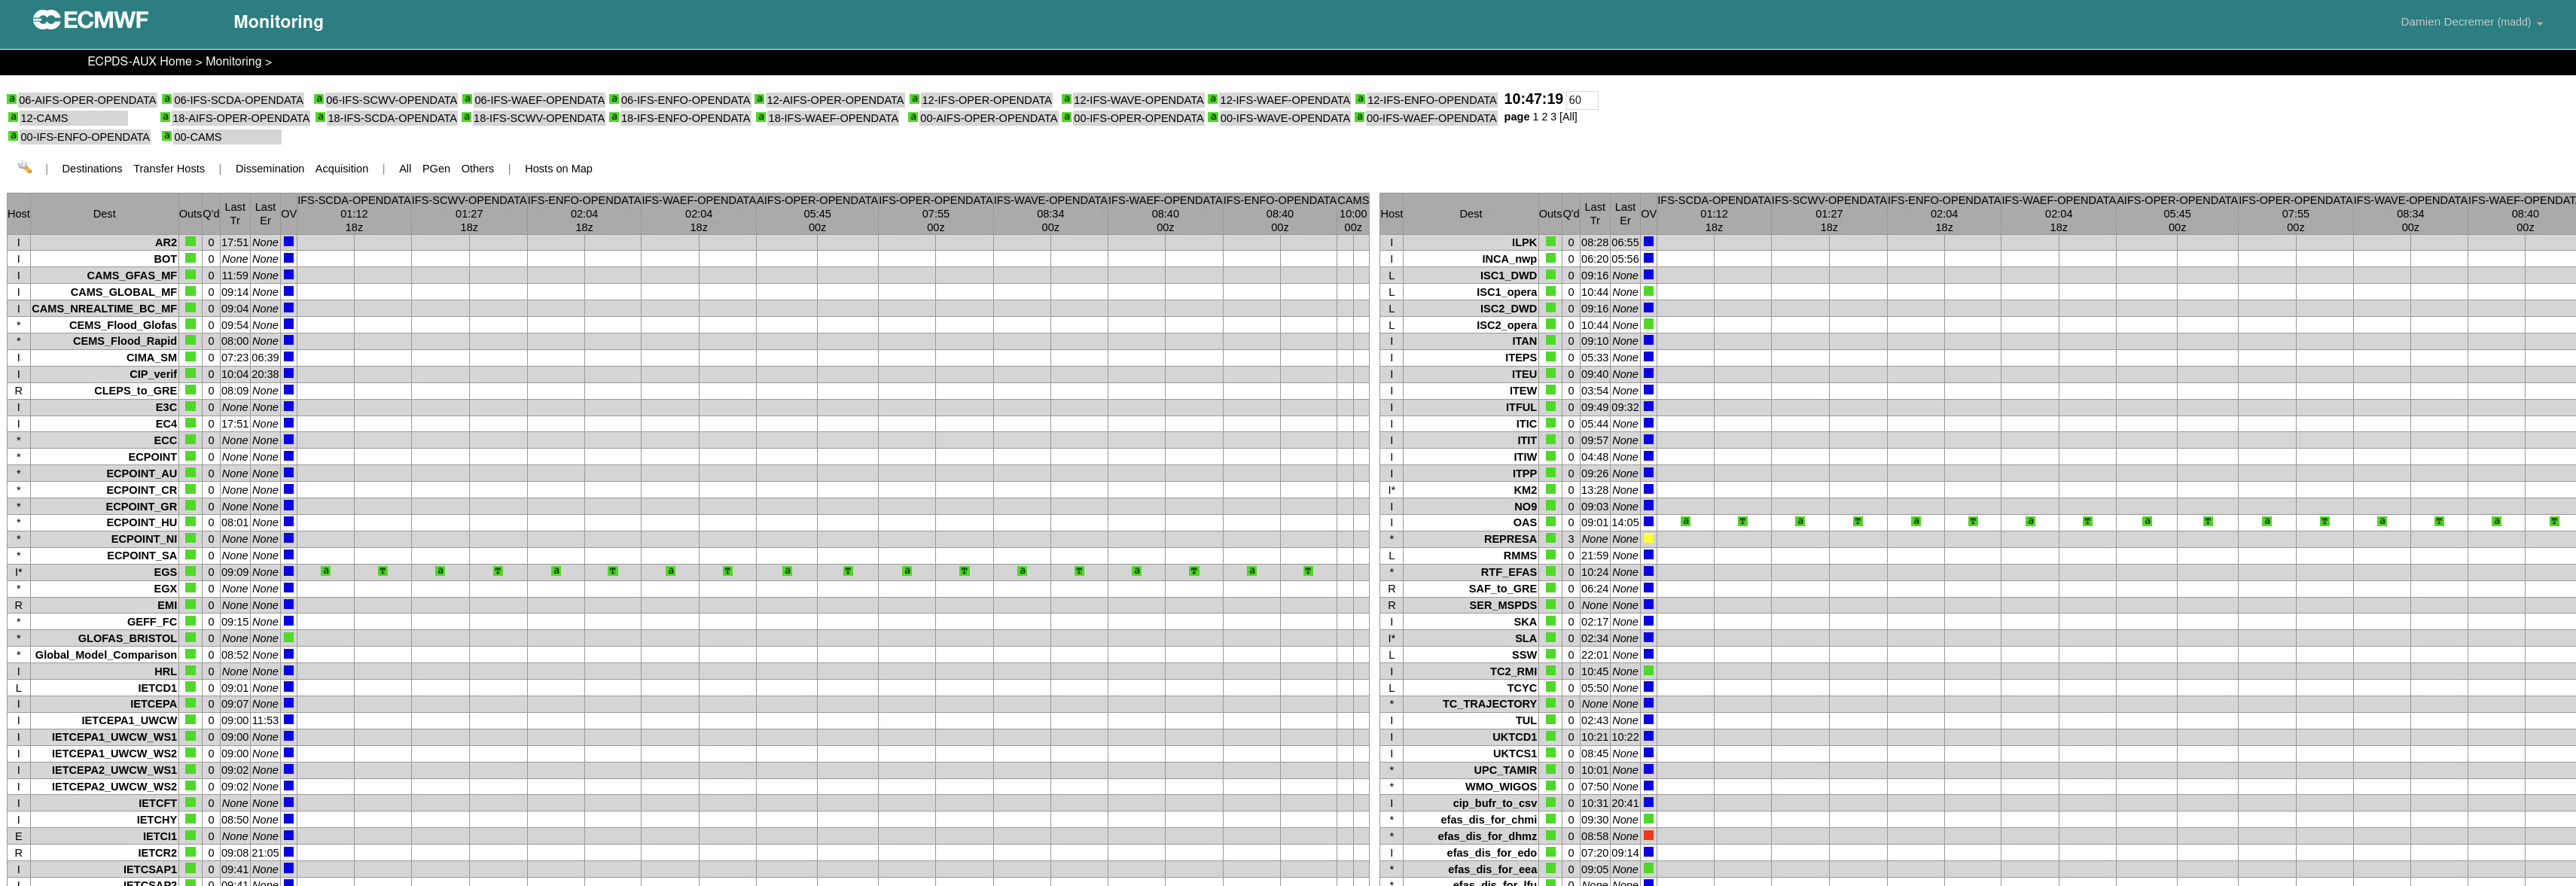 ECMWF Monitoring Damien Decremer (madd)
ECPDS-AUX Home > Monitoring >
a 06-AIFS-OPER-OPENDATA a 06-IFS-SCDA-OPENDATA a 06-IFS-SCWV-OPENDATA a 06-IFS-WAEF-OPENDATA a 06-IFS-ENFO-OPENDATA a 12-AIFS-OPER-OPENDATA a 12-IFS-OPER-OPENDATA a 12-IFS-WAVE-OPENDATA a 12-IFS-WAEF-OPENDATA a 12-IFS-ENFO-OPENDATA 10:47:19 60
a 12-CAMS a 18-AIFS-OPER-OPENDATA a 18-IFS-SCDA-OPENDATA a 18-IFS-SCWV-OPENDATA a 18-IFS-ENFO-OPENDATA a 18-IFS-WAEF-OPENDATA a 00-AIFS-OPER-OPENDATA a 00-IFS-OPER-OPENDATA a 00-IFS-WAVE-OPENDATA a 00-IFS-WAEF-OPENDATA page 1 2 3 [All]
a 00-IFS-ENFO-OPENDATA a 00-CAMS
| Destinations Transfer Hosts | Dissemination Acquisition | All PGen Others | Hosts on Map
Host Dest Outs Q'd Last Tr Last Er OV IFS-SCDA-OPENDATA IFS-SCWV-OPENDATA IFS-ENFO-OPENDATA IFS-WAEF-OPENDATA AIFS-OPER-OPENDATA IFS-OPER-OPENDATA IFS-WAVE-OPENDATA IFS-WAEF-OPENDATA IFS-ENFO-OPENDATA CAMS
01:12 01:27 02:04 02:04 05:45 07:55 08:34 08:40 08:40 10:00
18z 18z 18z 18z 00z 00z 00z 00z 00z 00z
I AR2 0 17:51 None
I BOT 0 None None
I CAMS_GFAS_MF 0 11:59 None
I CAMS_GLOBAL_MF 0 09:14 None
I CAMS_NREALTIME_BC_MF 0 09:04 None
* CEMS_Flood_Glofas 0 09:54 None
* CEMS_Flood_Rapid 0 08:00 None
I CIMA_SM 0 07:23 06:39
I CIP_verif 0 10:04 20:38
R CLEPS_to_GRE 0 08:09 None
I E3C 0 None None
I EC4 0 17:51 None
* ECC 0 None None
* ECPOINT 0 None None
* ECPOINT_AU 0 None None
* ECPOINT_CR 0 None None
* ECPOINT_GR 0 None None
* ECPOINT_HU 0 08:01 None
* ECPOINT_NI 0 None None
* ECPOINT_SA 0 None None
I* EGS 0 09:09 None a T a T a T a T a T a T a T a T a T
* EGX 0 None None
R EMI 0 None None
* GEFF_FC 0 09:15 None
* GLOFAS_BRISTOL 0 None None
* Global_Model_Comparison 0 08:52 None
I HRL 0 None None
L IETCD1 0 09:01 None
I IETCEPA 0 09:07 None
I IETCEPA1_UWCW 0 09:00 11:53
I IETCEPA1_UWCW_WS1 0 09:00 None
I IETCEPA1_UWCW_WS2 0 09:00 None
I IETCEPA2_UWCW_WS1 0 09:02 None
I IETCEPA2_UWCW_WS2 0 09:02 None
I IETCFT 0 None None
I IETCHY 0 08:50 None
E IETCI1 0 None None
R IETCR2 0 09:08 21:05
I IETCSAP1 0 09:41 None
I IETCSAP2 0 09:41 None
Host Dest Outs Q'd Last Tr Last Er OV IFS-SCDA-OPENDATA IFS-SCWV-OPENDATA IFS-ENFO-OPENDATA IFS-WAEF-OPENDATA AIFS-OPER-OPENDATA IFS-OPER-OPENDATA IFS-WAVE-OPENDATA IFS-WAEF-OPENDAT
01:12 01:27 02:04 02:04 05:45 07:55 08:34 08:40
18z 18z 18z 18z 00z 00z 00z 00z
I ILPK 0 08:28 06:55
I INCA_nwp 0 06:20 05:56
L ISC1_DWD 0 09:16 None
L ISC1_opera 0 10:44 None
L ISC2_DWD 0 09:16 None
L ISC2_opera 0 10:44 None
I ITAN 0 09:10 None
I ITEPS 0 05:33 None
I ITEU 0 09:40 None
I ITEW 0 03:54 None
I ITFUL 0 09:49 09:32
I ITIC 0 05:44 None
I ITIT 0 09:57 None
I ITIW 0 04:48 None
I ITPP 0 09:26 None
I* KM2 0 13:28 None
I NO9 0 09:03 None
I OAS 0 09:01 14:05 a T a T a T a T a T a T a T a T
* REPRESA 3 None None
L RMMS 0 21:59 None
* RTF_EFAS 0 10:24 None
R SAF_to_GRE 0 06:24 None
R SER_MSPDS 0 None None
I SKA 0 02:17 None
I* SLA 0 02:34 None
L SSW 0 22:01 None
I TC2_RMI 0 10:45 None
L TCYC 0 05:50 None
* TC_TRAJECTORY 0 None None
I TUL 0 02:43 None
I UKTCD1 0 10:21 10:22
I UKTCS1 0 08:45 None
* UPC_TAMIR 0 10:01 None
* WMO_WIGOS 0 07:50 None
I cip_bufr_to_csv 0 10:31 20:41
* efas_dis_for_chmi 0 09:30 None
* efas_dis_for_dhmz 0 08:58 None
I efas_dis_for_edo 0 07:20 09:14
* efas_dis_for_eea 0 09:05 None
* efas_dis_for_lfu 0 None None